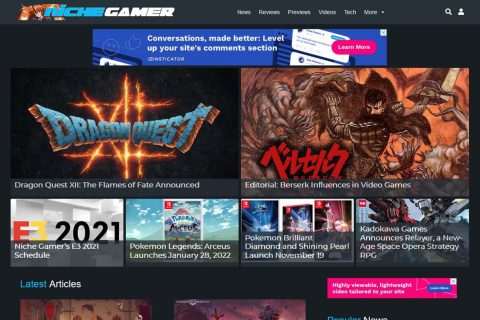 NICHEGAMER
News
Reviews
Previews
Videos
Tech
More
Conversations, made better: Level
up your site's comments section
INSTICATOR
Learn More
DRAGON QUEST
XII
ベルセルク
Dragon Quest XII: The Flames of Fate Announced
Editorial: Berserk Influences in Video Games
E3 2021
Niche Gamer's E3 2021
Schedule
Pokemon Legends: Arceus
Launches January 28, 2022
Pokemon Brilliant
Diamond and Shining Pearl
Launch November 19
Kadokawa Games
Announces Relayer, a New-
Age Space Opera Strategy
RPG
Latest Articles
Highly viewable, lightweight
video tailored to your site
Learn More
Popular News